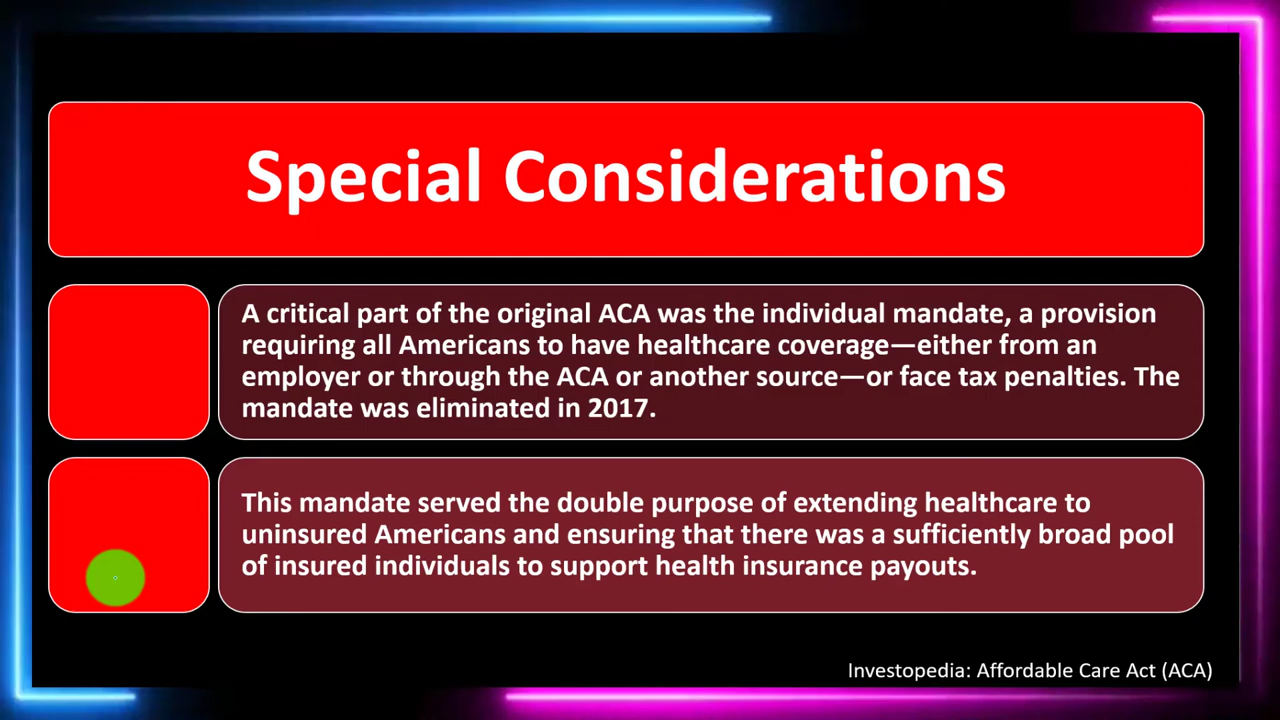 Special Considerations
A critical part of the original ACA was the individual mandate, a provision
requiring all Americans to have healthcare coverage—either from an
employer or through the ACA or another source—or face tax penalties. The
mandate was eliminated in 2017.
This mandate served the double purpose of extending healthcare to
uninsured Americans and ensuring that there was a sufficiently broad pool
of insured individuals to support health insurance payouts.
Investopedia: Affordable Care Act (ACA)